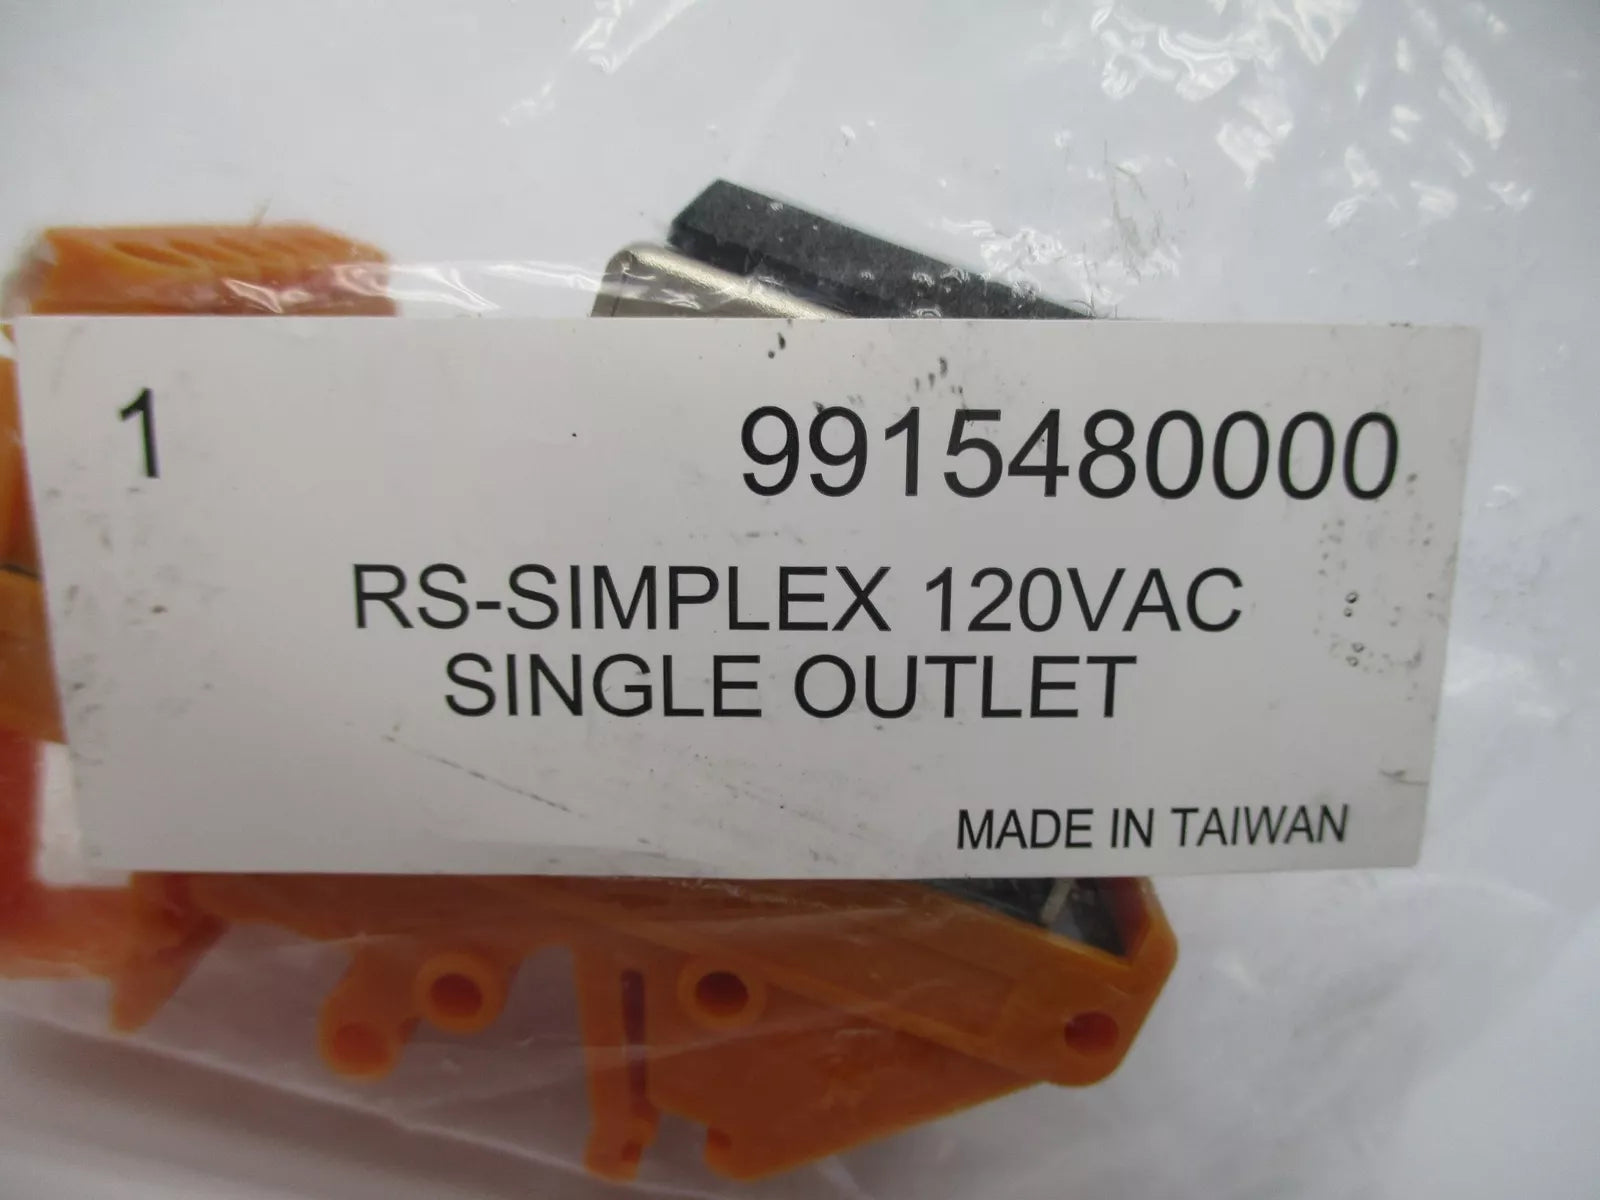 1 9915480000
RS-SIMPLEX 120VAC
SINGLE OUTLET
MADE IN TAIWAN